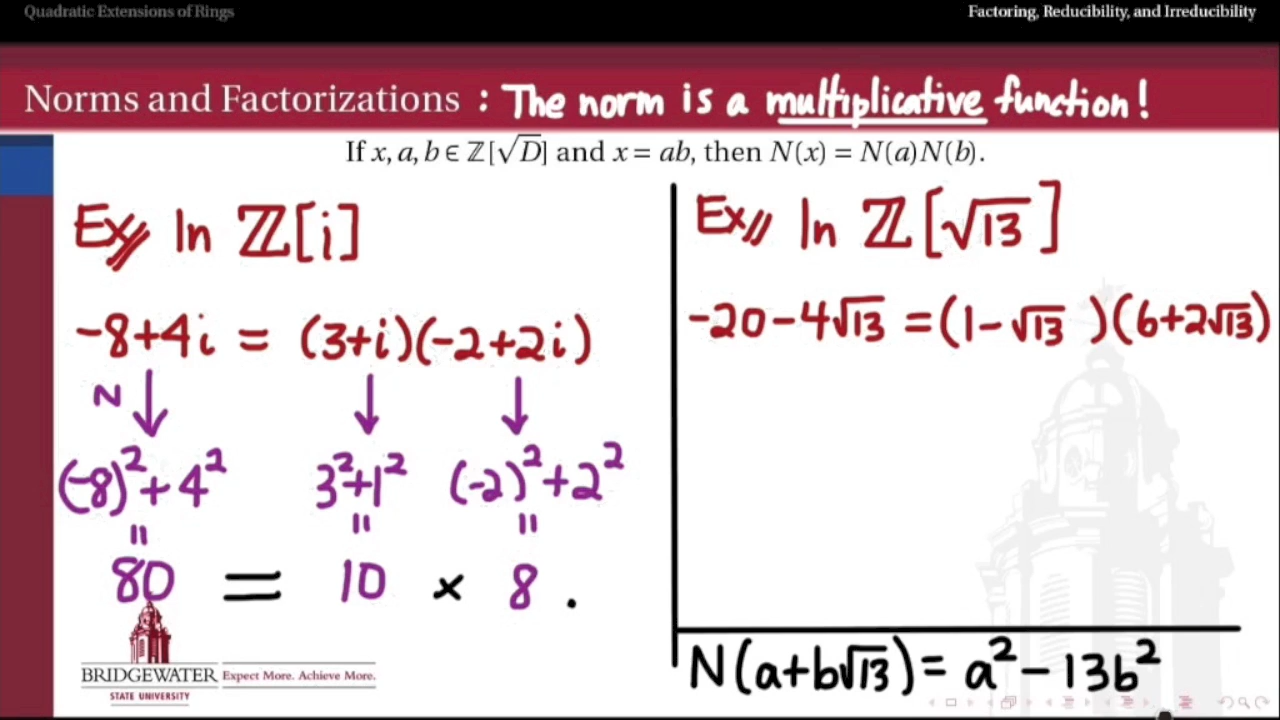 Quadratic Extensions of Rings
Factoring, Reducibility, and Irreducibility
Norms and Factorizations : The norm is a multiplicative function!
If x, a, b ∈ ℤ[√D] and x = ab, then N(x) = N(a)N(b).
Ex// In ℤ[i]
-8+4i = (3+i)(-2+2i)
N ↓ ↓ ↓
(-8)²+4² 3²+1² (-2)²+2²
= = =
80 = 10 × 8 .
Ex// In ℤ[√13]
-20-4√13 = (1-√13)(6+2√13)
N(a+b√13) = a²-13b²
BRIDGEWATER
STATE UNIVERSITY
Expect More. Achieve More.